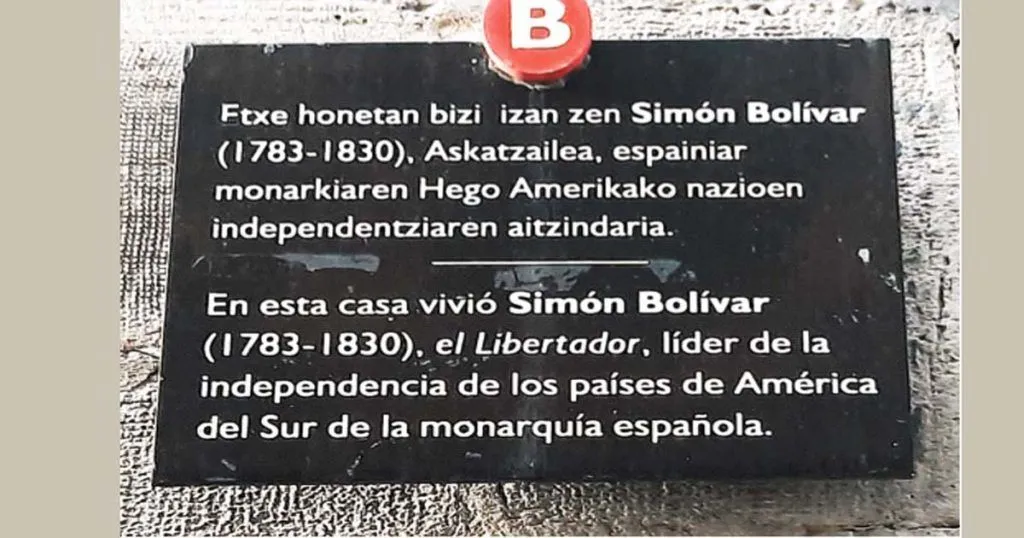 B
Etxe honetan bizi izan zen Simón Bolívar
(1783-1830), Askatzailea, espainiar
monarkiaren Hego Amerikako nazioen
independentziaren aitzindaria.
En esta casa vivió Simón Bolívar
(1783-1830), el Libertador, líder de la
independencia de los países de América
del Sur de la monarquía española.